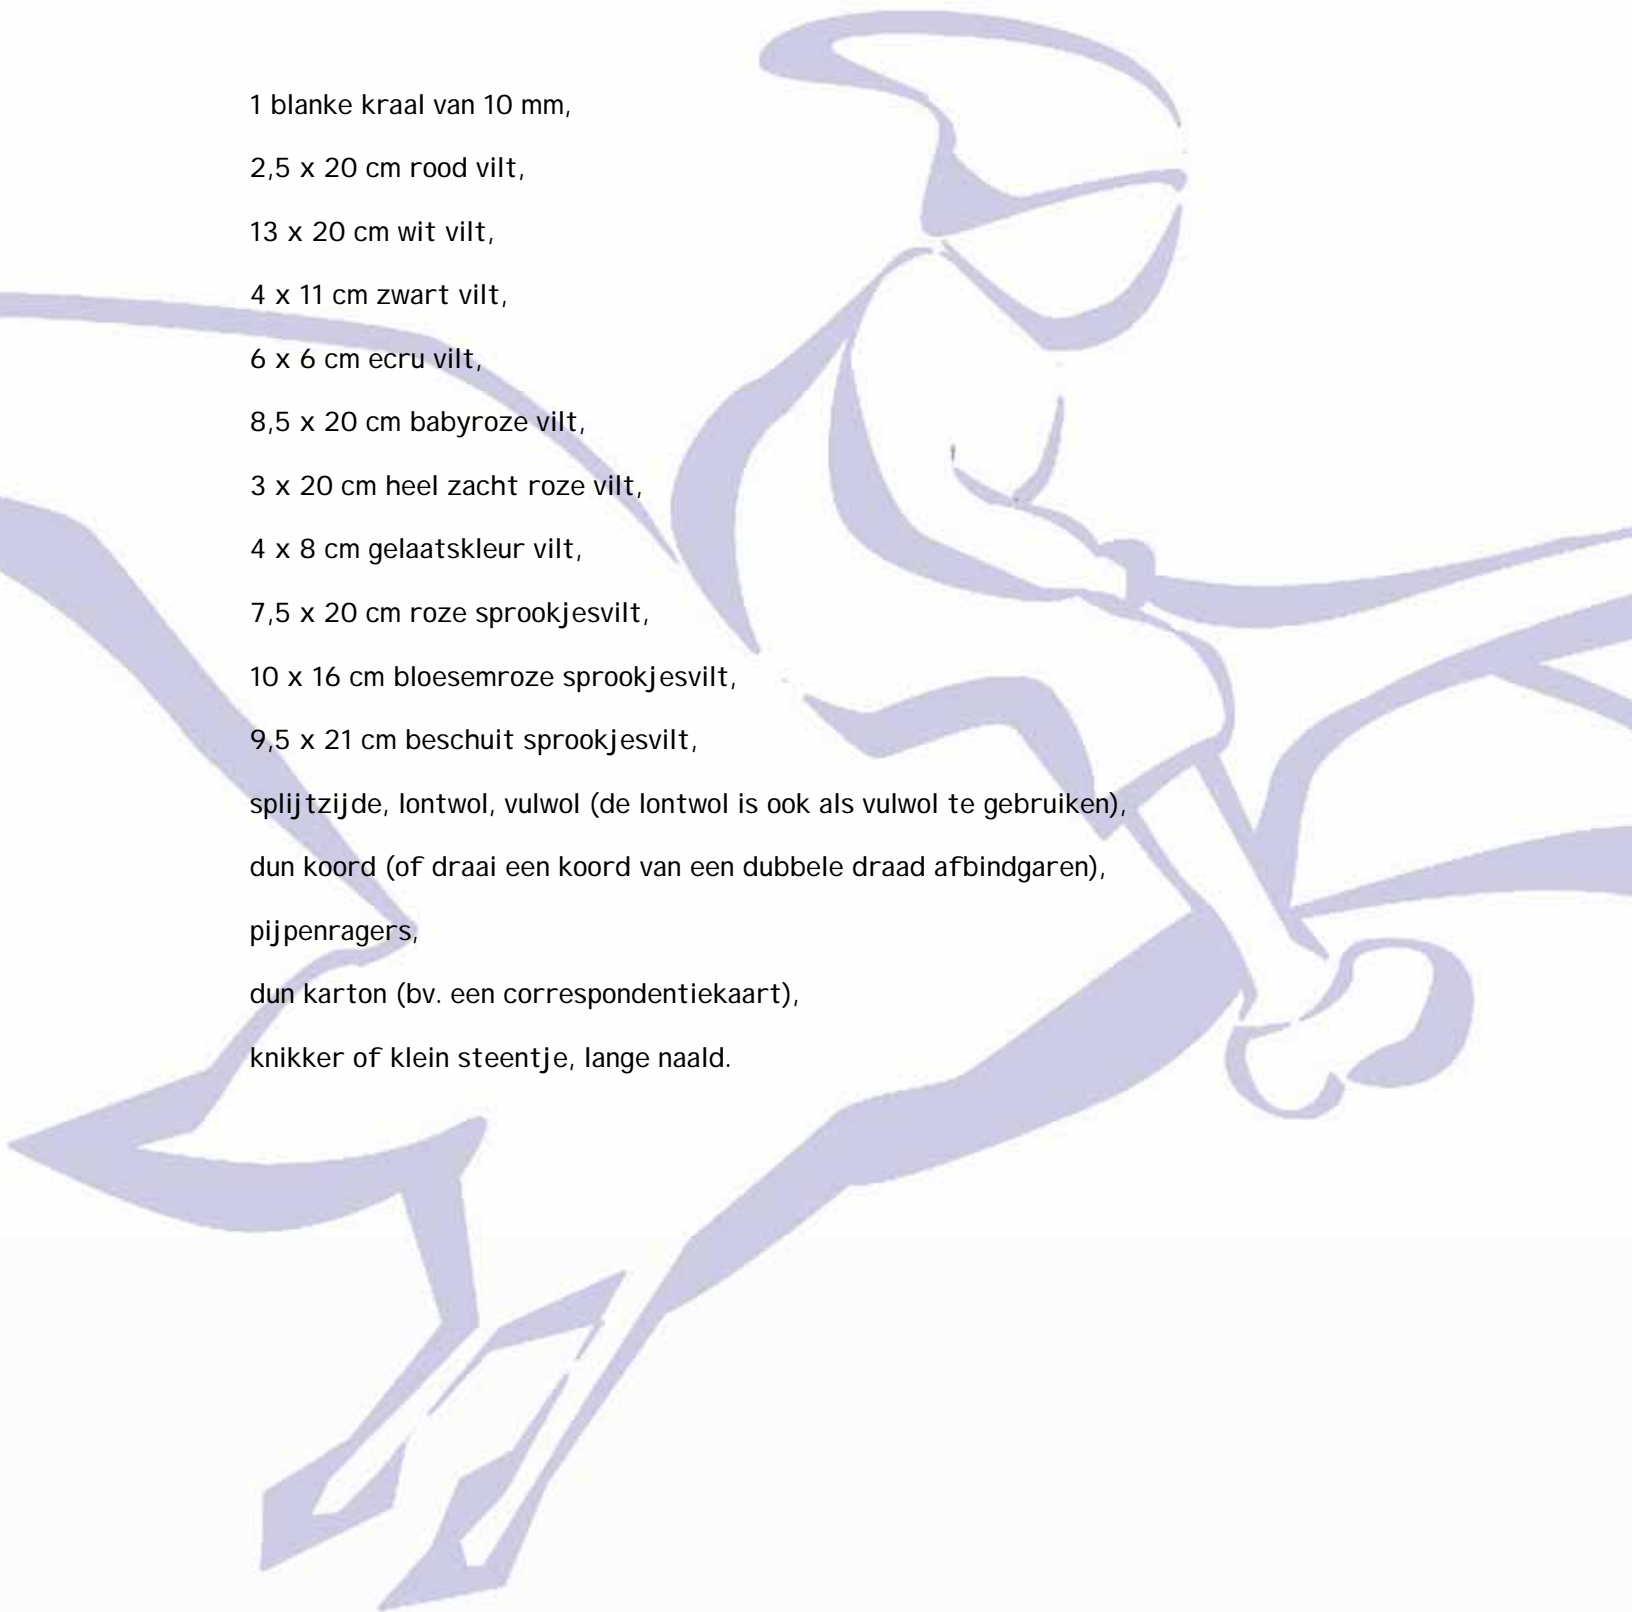 1 blanke kraal van 10 mm,
2,5 x 20 cm rood vilt,
13 x 20 cm wit vilt,
4 x 11 cm zwart vilt,
6 x 6 cm ecru vilt,
8,5 x 20 cm babyroze vilt,
3 x 20 cm heel zacht roze vilt,
4 x 8 cm gelaatskleur vilt,
7,5 x 20 cm roze sprookjesvilt,
10 x 16 cm bloesemroze sprookjesvilt,
9,5 x 21 cm beschuit sprookjesvilt,
splijtzijde, lontwol, vulwol (de lontwol is ook als vulwol te gebruiken),
dun koord (of draai een koord van een dubbele draad afbindgaren),
pijpenragers,
dun karton (bv. een correspondentiekaart),
knikker of klein steentje, lange naald.